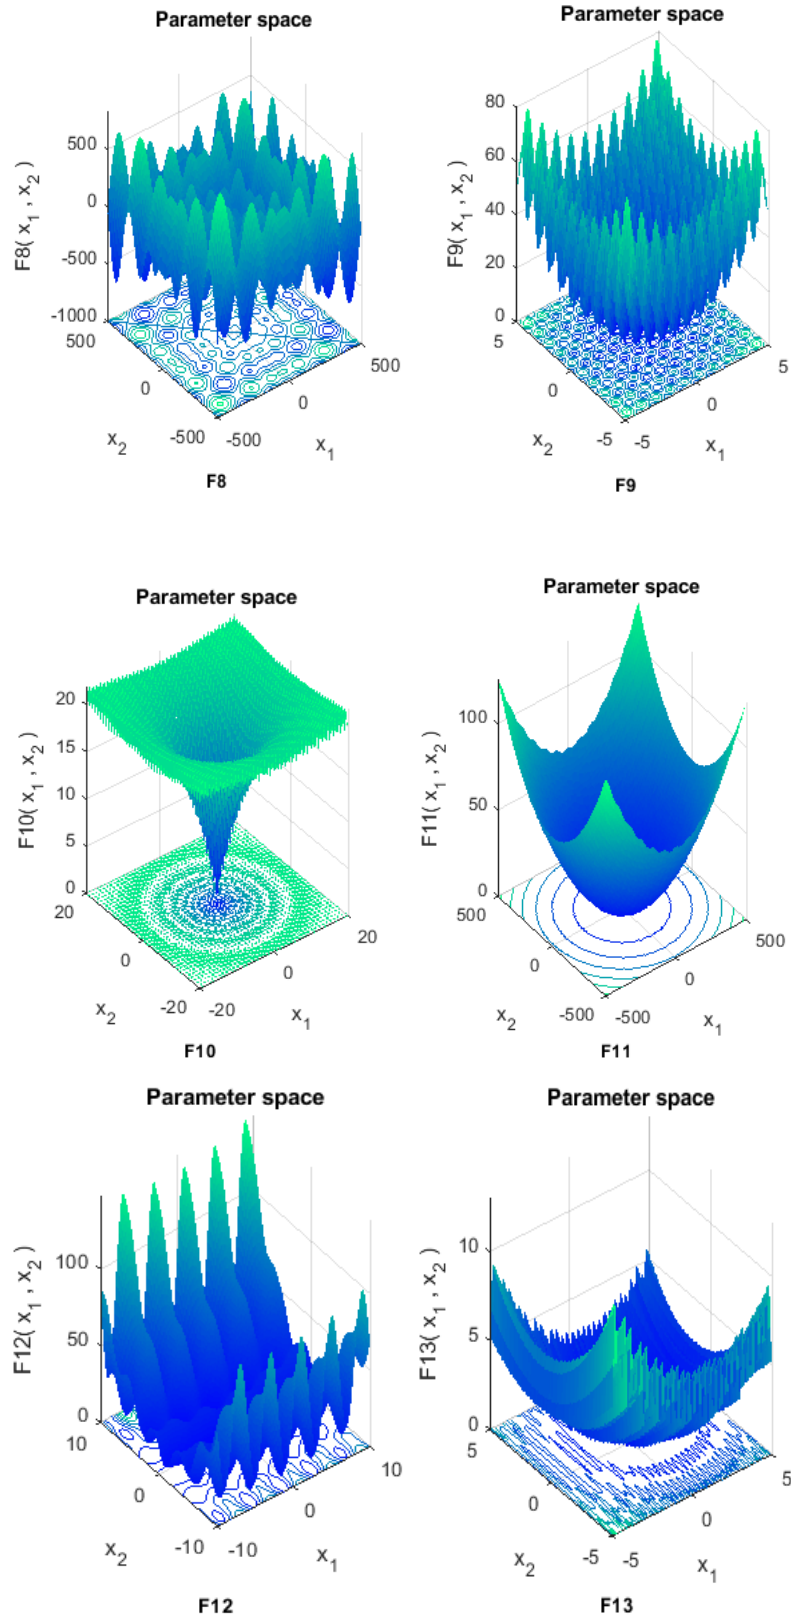 Parameter space
F8( x1 , x2 )
500
0
-500
-1000
500
0
-500
-500
0
500
x2
x1
F8
Parameter space
F9( x1 , x2 )
80
60
40
20
0
5
0
-5
-5
0
5
x2
x1
F9
Parameter space
F10( x1 , x2 )
20
15
10
5
0
20
0
-20
-20
0
20
x2
x1
F10
Parameter space
F11( x1 , x2 )
100
50
0
500
0
-500
-500
0
500
x2
x1
F11
Parameter space
F12( x1 , x2 )
100
50
0
10
0
-10
-10
0
10
x2
x1
F12
Parameter space
F13( x1 , x2 )
10
5
0
5
0
-5
-5
0
5
x2
x1
F13